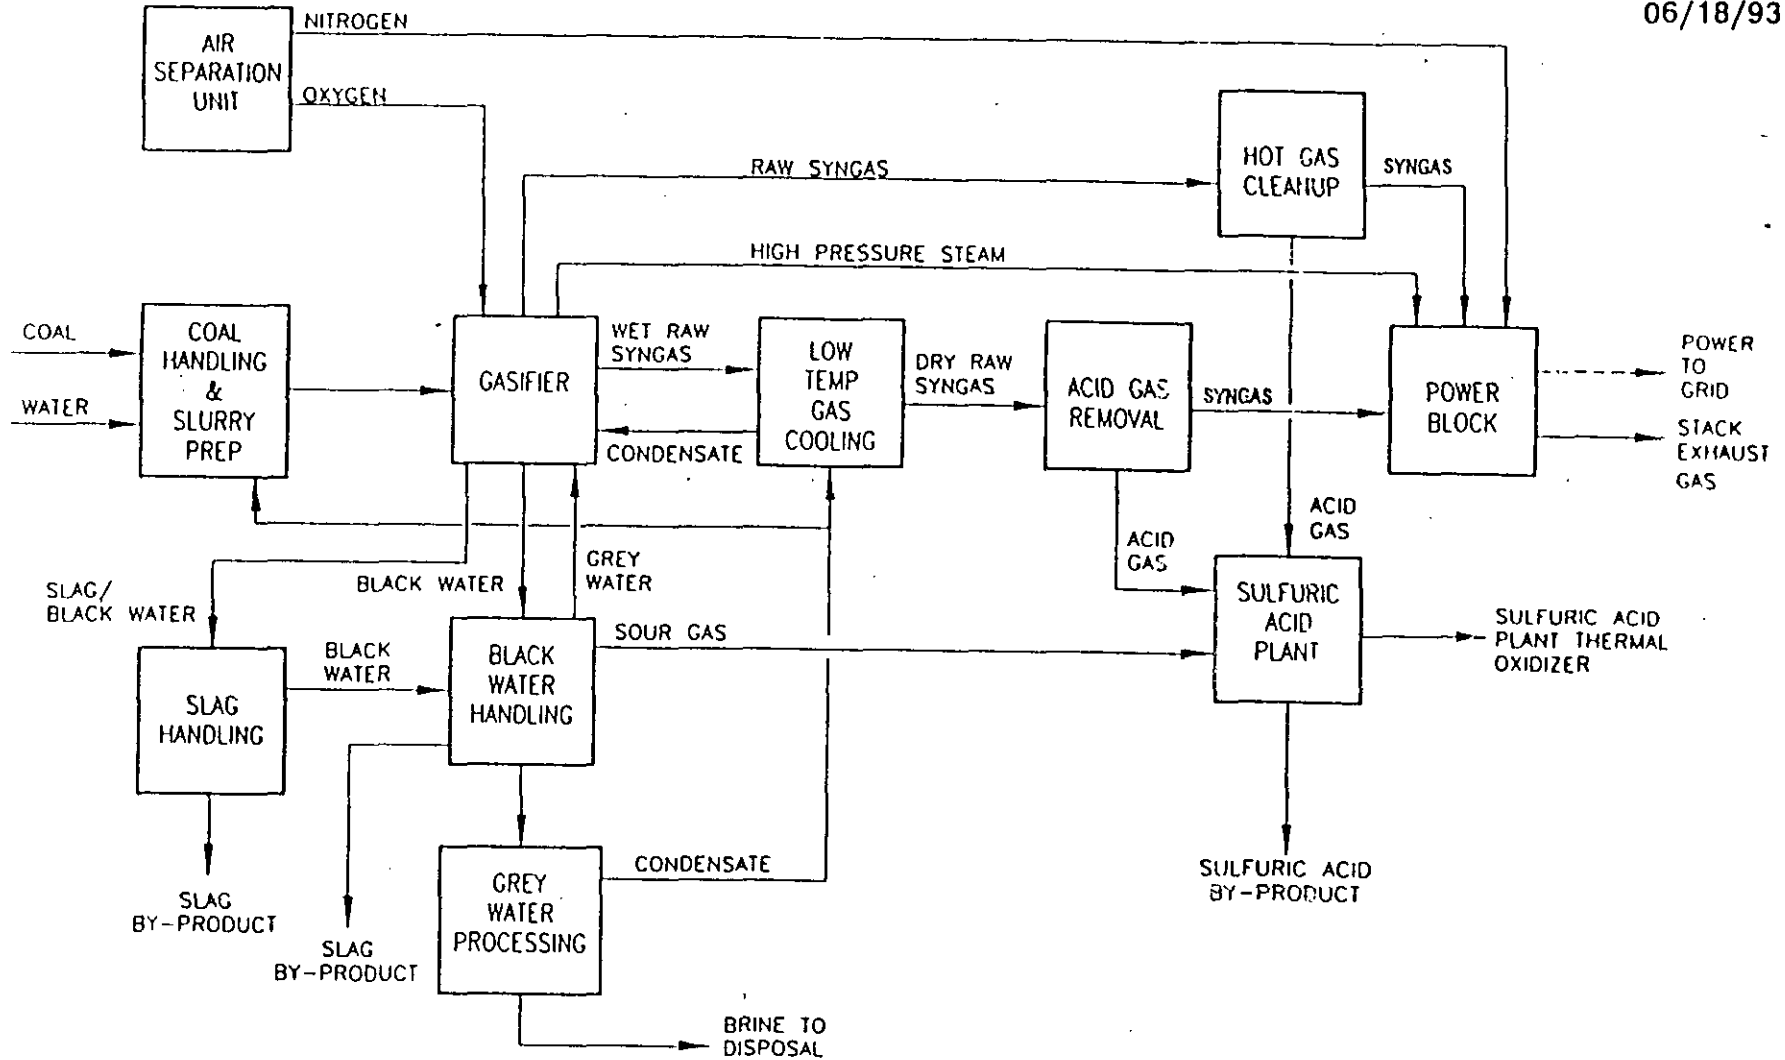 06/18/93
NITROGEN
AIR
SEPARATION
UNIT
OXYGEN
RAW SYNGAS
HOT GAS
CLEANUP
SYNGAS
HIGH PRESSURE STEAM
COAL
WATER
COAL
HANDLING
&
SLURRY
PREP
GASIFIER
WET RAW
SYNGAS
CONDENSATE
LOW
TEMP
GAS
COOLING
DRY RAW
SYNGAS
ACID GAS
REMOVAL
SYNGAS
POWER
BLOCK
POWER
TO
GRID
STACK
EXHAUST
GAS
ACID
GAS
ACID
GAS
SLAG/
BLACK WATER
BLACK WATER
GREY
WATER
SLAG
HANDLING
BLACK
WATER
BLACK
WATER
HANDLING
SOUR GAS
SULFURIC
ACID
PLANT
SULFURIC ACID
PLANT THERMAL
OXIDIZER
SLAG
BY-PRODUCT
SLAG
BY-PRODUCT
GREY
WATER
PROCESSING
CONDENSATE
SULFURIC ACID
BY-PRODUCT
BRINE TO
DISPOSAL